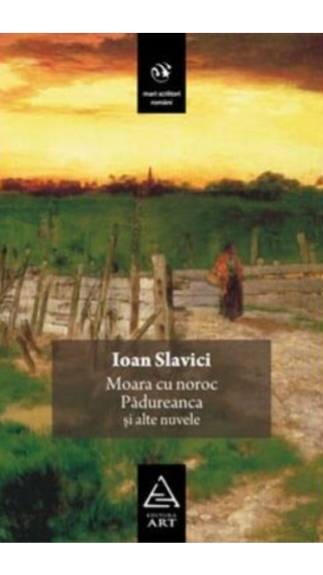 mari scriitori
români
Ioan Slavici
Moara cu noroc
Pădureanca
și alte nuvele
EDITURA
ART